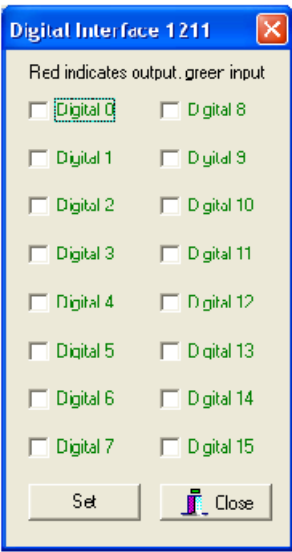 Digital Interface 1211
Red indicates output, green input
Digital 0 Digital 8
Digital 1 Digital 9
Digital 2 Digital 10
Digital 3 Digital 11
Digital 4 Digital 12
Digital 5 Digital 13
Digital 6 Digital 14
Digital 7 Digital 15
Set Close